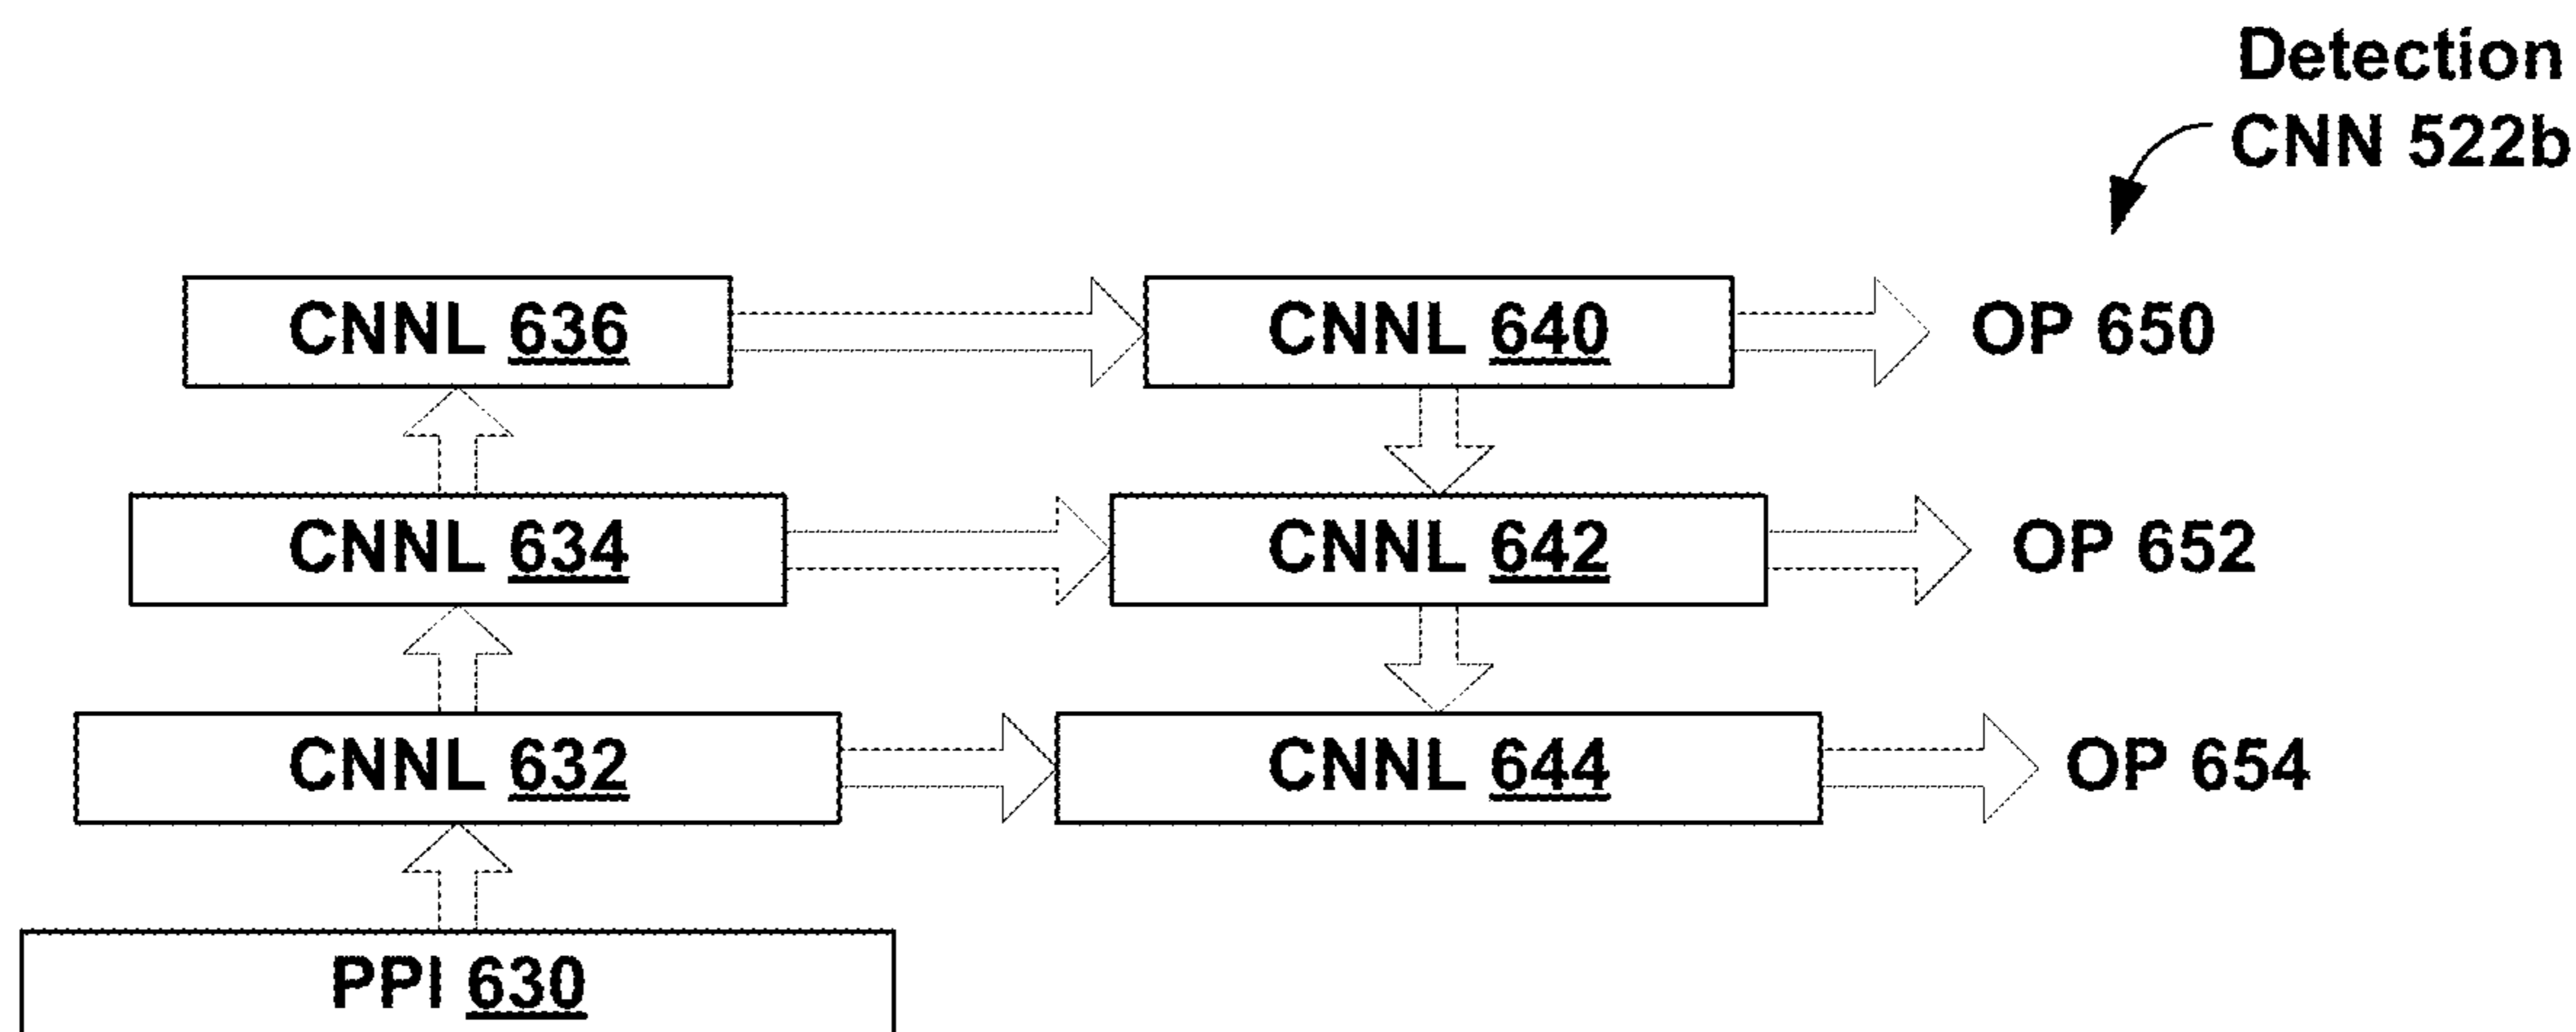 Detection
CNN 522b
CNNL 636
CNNL 640
OP 650
CNNL 634
CNNL 642
OP 652
CNNL 632
CNNL 644
OP 654
PPI 630